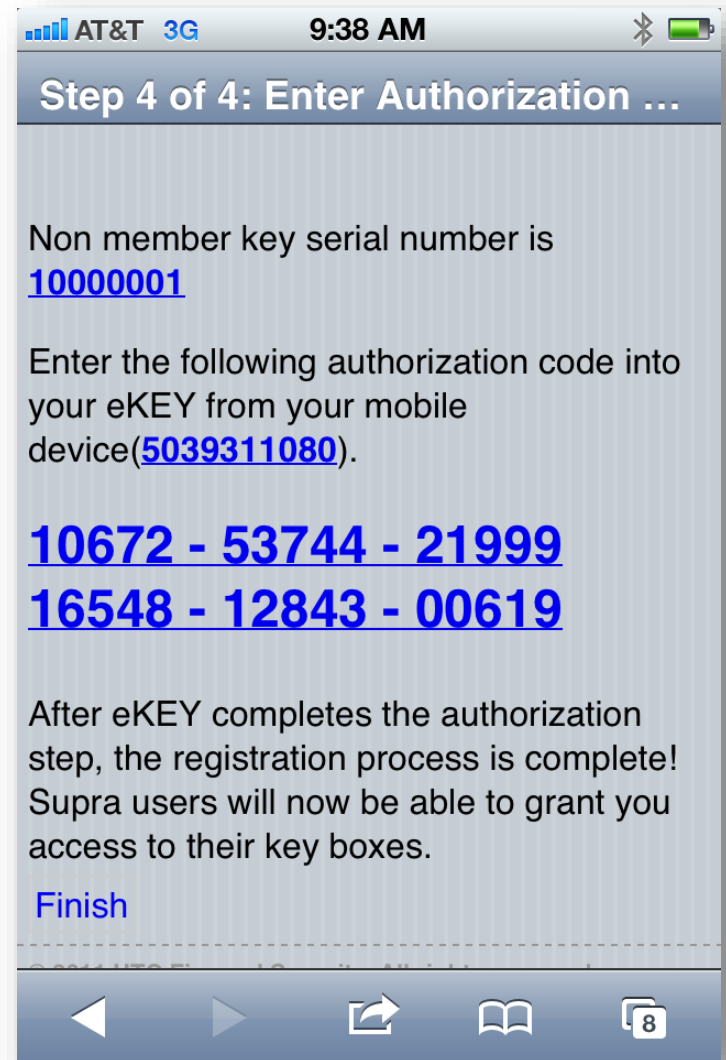 AT&T 3G 9:38 AM
Step 4 of 4: Enter Authorization ...
Non member key serial number is
10000001
Enter the following authorization code into
your eKEY from your mobile
device(5039311080).
10672 - 53744 - 21999
16548 - 12843 - 00619
After eKEY completes the authorization
step, the registration process is complete!
Supra users will now be able to grant you
access to their key boxes.
Finish
8